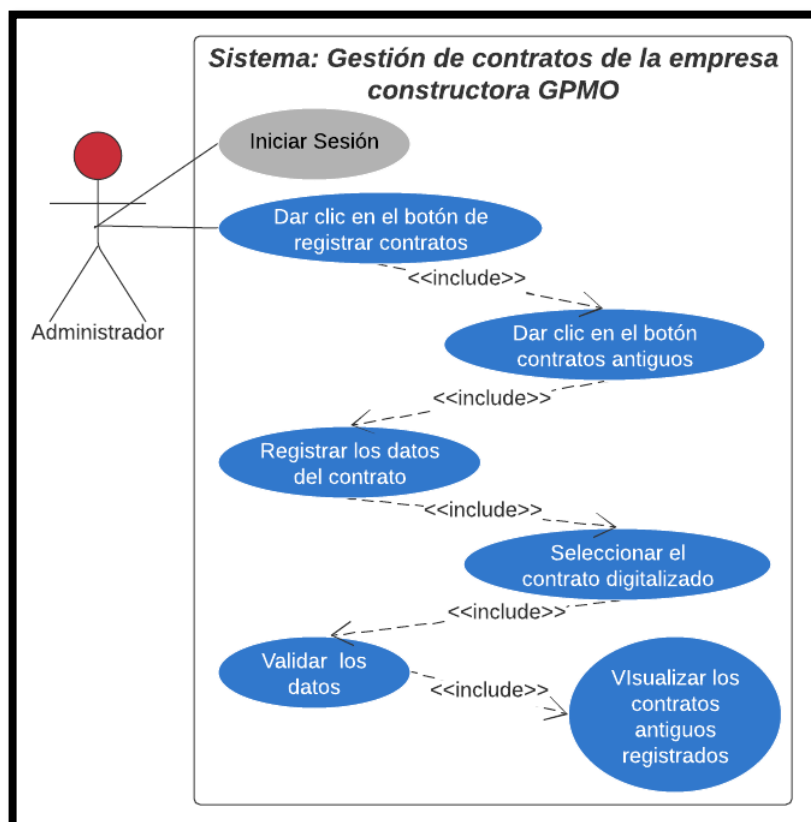 Sistema: Gestión de contratos de la empresa
constructora GPMO
Iniciar Sesión
Dar clic en el botón de
registrar contratos
<<include>>
Administrador
Dar clic en el botón
contratos antiguos
<<include>>
Registrar los datos
del contrato
<<include>>
Seleccionar el
contrato digitalizado
<<include>>
Validar los
datos
<<include>>
VIsualizar los
contratos
antiguos
registrados